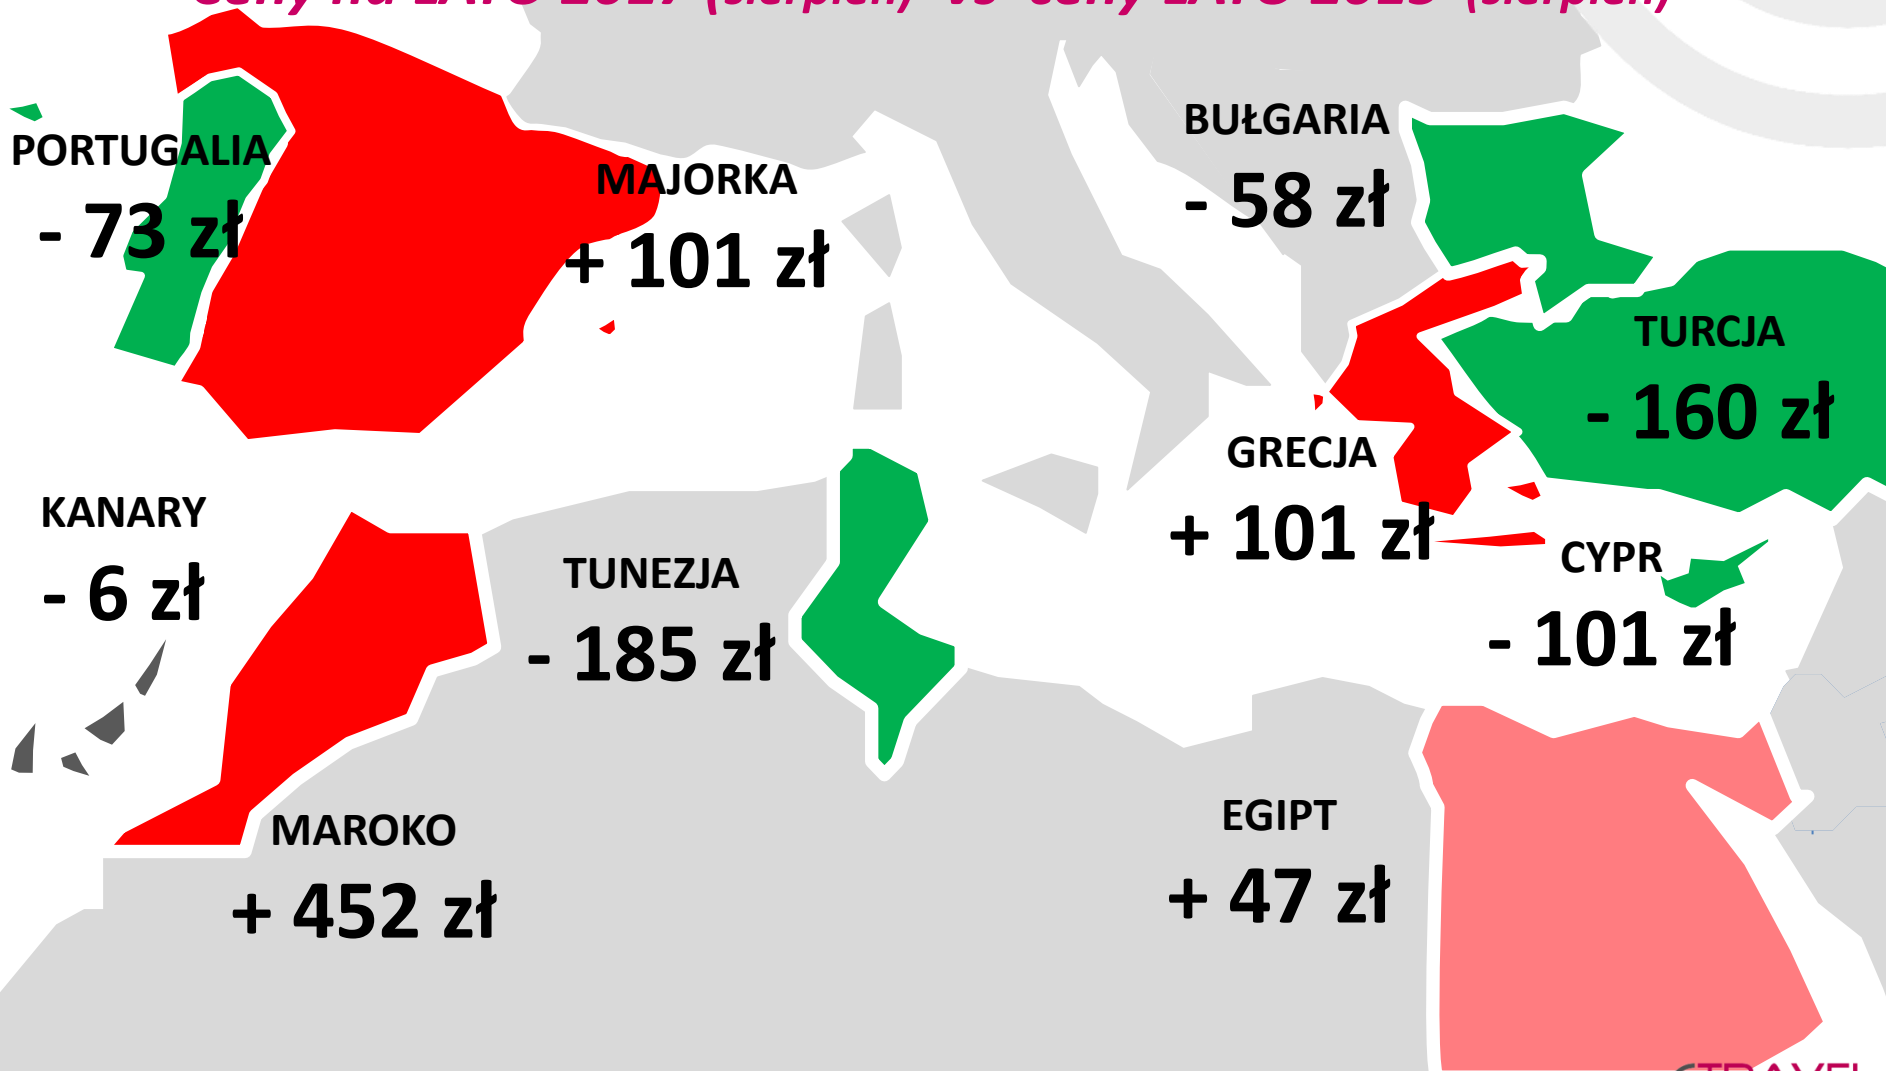 PORTUGALIA
- 73 zł
MAJORKA
+ 101 zł
BUŁGARIA
- 58 zł
TURCJA
- 160 zł
GRECJA
+ 101 zł
KANARY
- 6 zł
TUNEZJA
- 185 zł
CYPR
- 101 zł
MAROKO
+ 452 zł
EGIPT
+ 47 zł